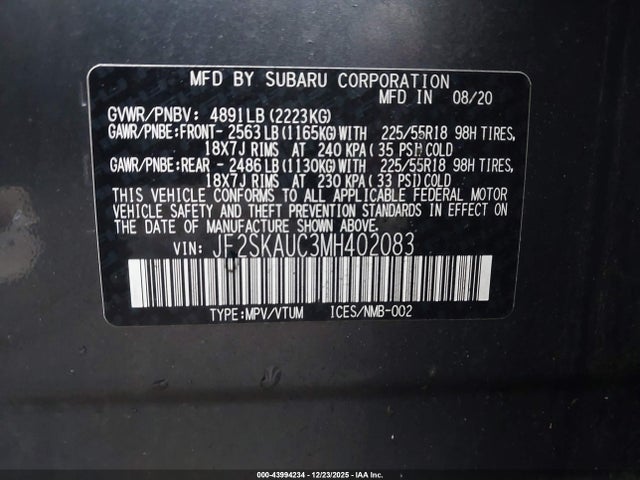 MFD BY SUBARU CORPORATION
MFD IN 08/20
GVWR/PNBV: 4891LB(2223KG)
GAWR/PNBE:FRONT- 2563LB(1165KG)WITH 225/55R18 98H TIRES,
18X7J RIMS AT 240 KPA(35 PSI)COLD
GAWR/PNBE:REAR - 2486LB(1130KG)WITH 225/55R18 98H TIRES,
18X7J RIMS AT 230 KPA(33 PSI)COLD
THIS VEHICLE CONFORMS TO ALL APPLICABLE FEDERAL MOTOR
VEHICLE SAFETY AND THEFT PREVENTION STANDARDS IN EFFECT ON
THE DATE OF MANUFACTURE SHOWN ABOVE.
VIN: JF2SKAUC3MH402083
TYPE:MPV/VTUM ICES/NMB-002
000-43994234 - 12/23/2025 - IAA Inc.